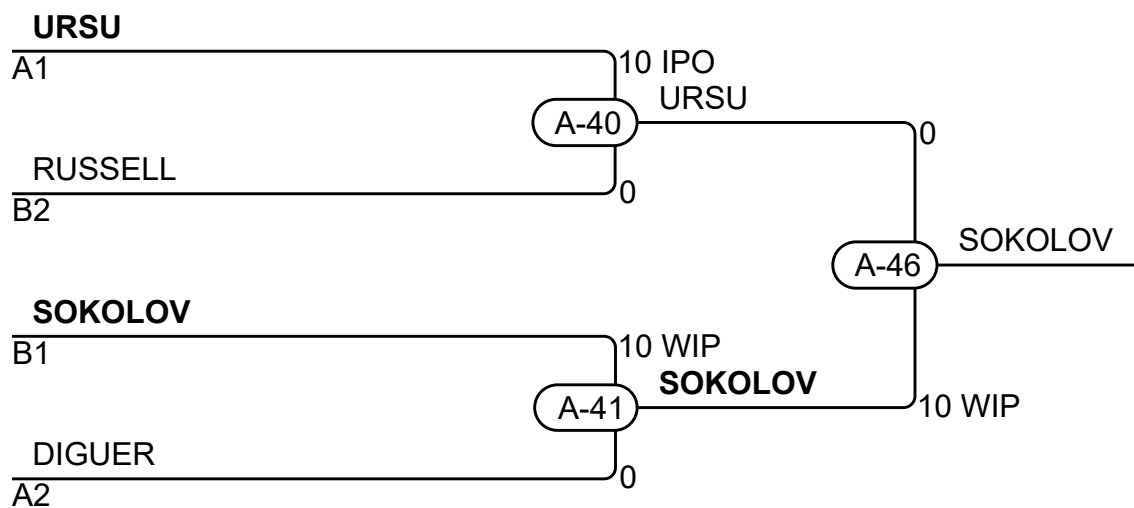 URSU
A1
10 IPO
URSU
A-40
0
RUSSELL
B2
0
SOKOLOV
A-46
SOKOLOV
B1
10 WIP
SOKOLOV
A-41
10 WIP
DIGUER
A2
0